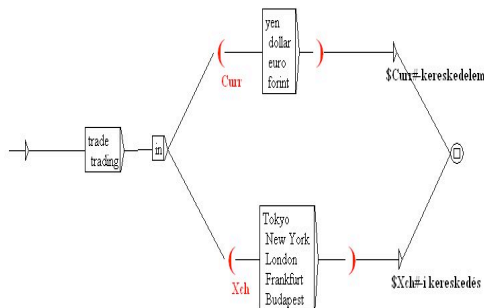 yen
dollar
euro
forint
(
)
Curr
$Curr#-kereskedelem
trade
trading
in
Tokyo
New York
London
Frankfurt
Budapest
(
)
Xch
$Xch#-i kereskedés